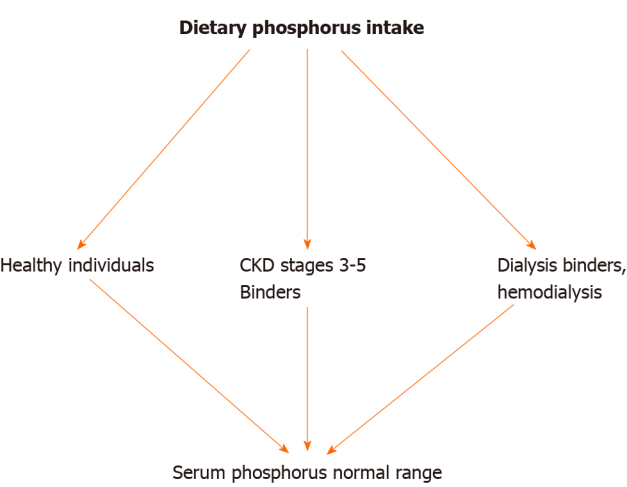 Dietary phosphorus intake
Healthy individuals
CKD stages 3-5
Binders
Dialysis binders,
hemodialysis
Serum phosphorus normal range